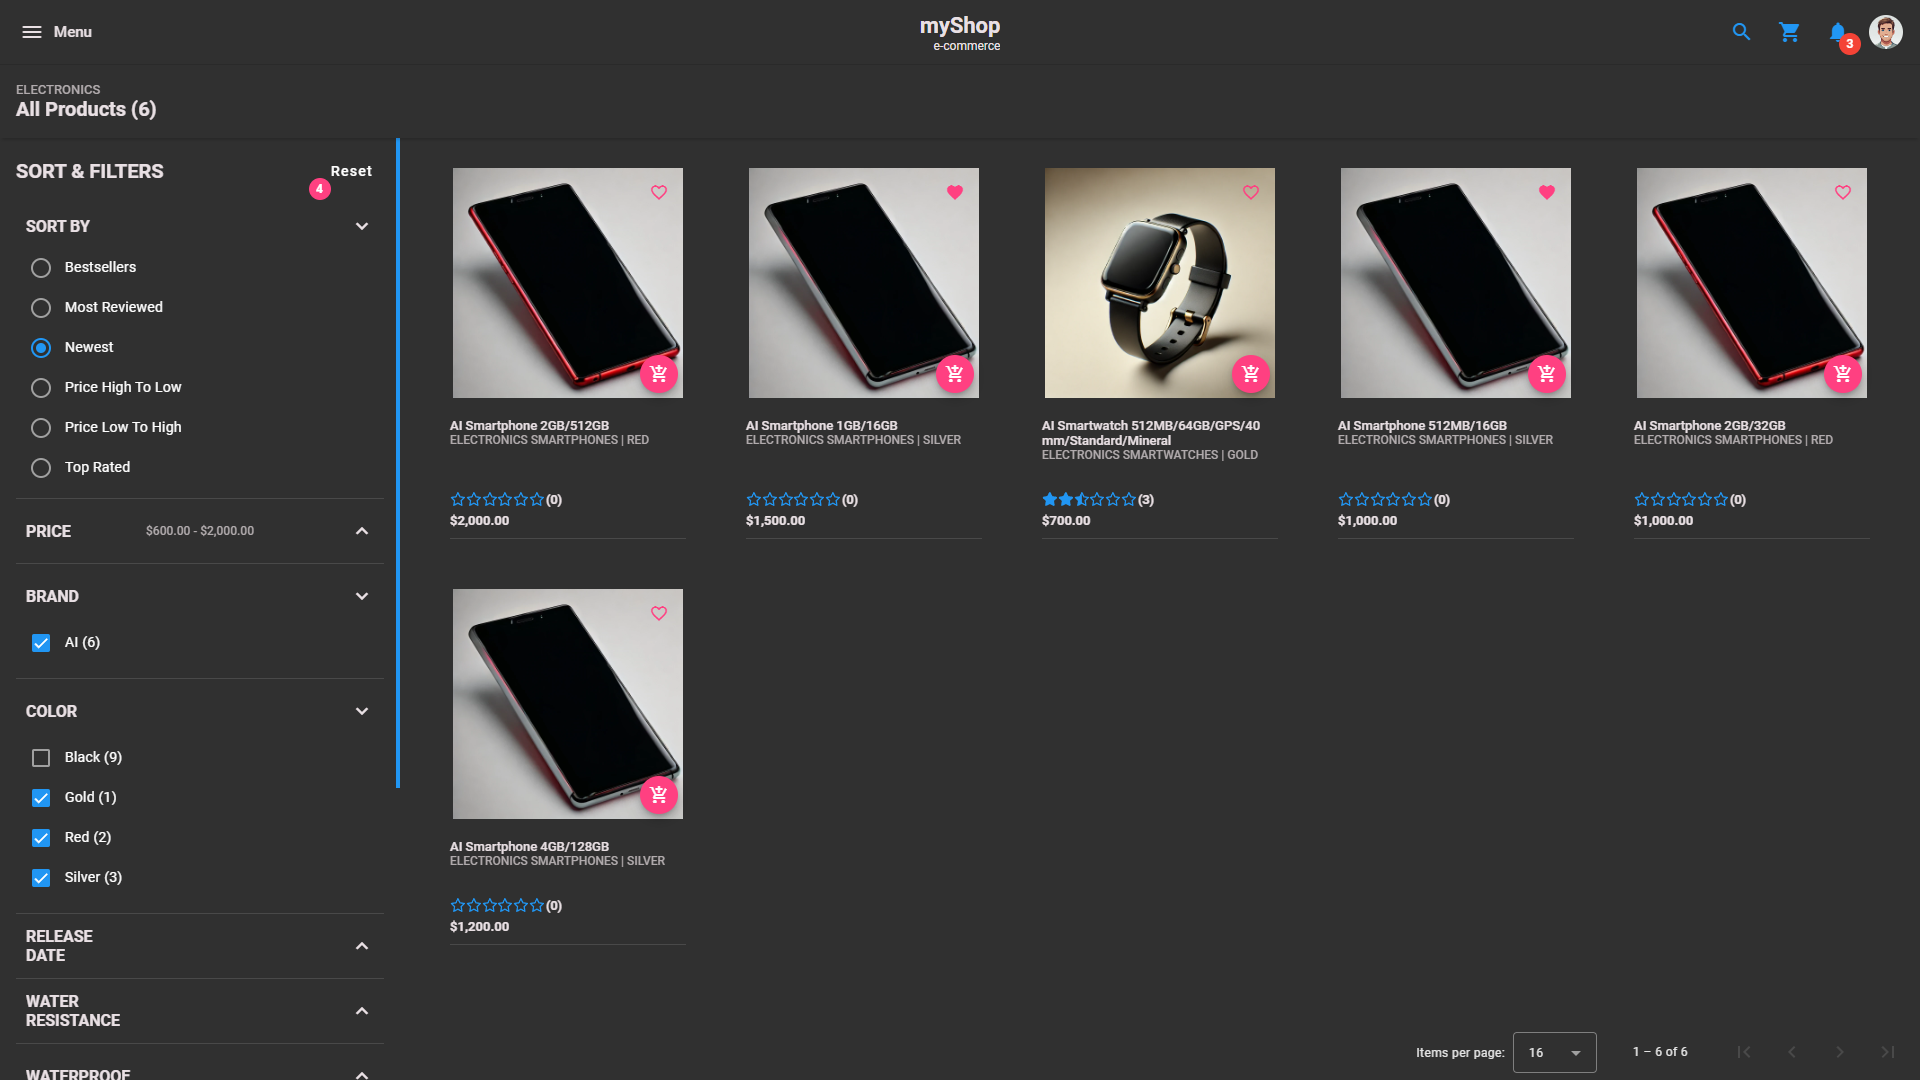 Menu
myShop
e-commerce
3
ELECTRONICS
All Products (6)
SORT & FILTERS
Reset
4
SORT BY
Bestsellers
Most Reviewed
Newest
Price High To Low
Price Low To High
Top Rated
PRICE
$600.00 - $2,000.00
BRAND
AI (6)
COLOR
Black (9)
Gold (1)
Red (2)
Silver (3)
RELEASE
DATE
WATER
RESISTANCE
WATERPROOF
AI Smartphone 2GB/512GB
ELECTRONICS SMARTPHONES | RED
(0)
$2,000.00
AI Smartphone 1GB/16GB
ELECTRONICS SMARTPHONES | SILVER
(0)
$1,500.00
AI Smartwatch 512MB/64GB/GPS/40
mm/Standard/Mineral
ELECTRONICS SMARTWATCHES | GOLD
(3)
$700.00
AI Smartphone 512MB/16GB
ELECTRONICS SMARTPHONES | SILVER
(0)
$1,000.00
AI Smartphone 2GB/32GB
ELECTRONICS SMARTPHONES | RED
(0)
$1,000.00
AI Smartphone 4GB/128GB
ELECTRONICS SMARTPHONES | SILVER
(0)
$1,200.00
Items per page:
16
1 – 6 of 6